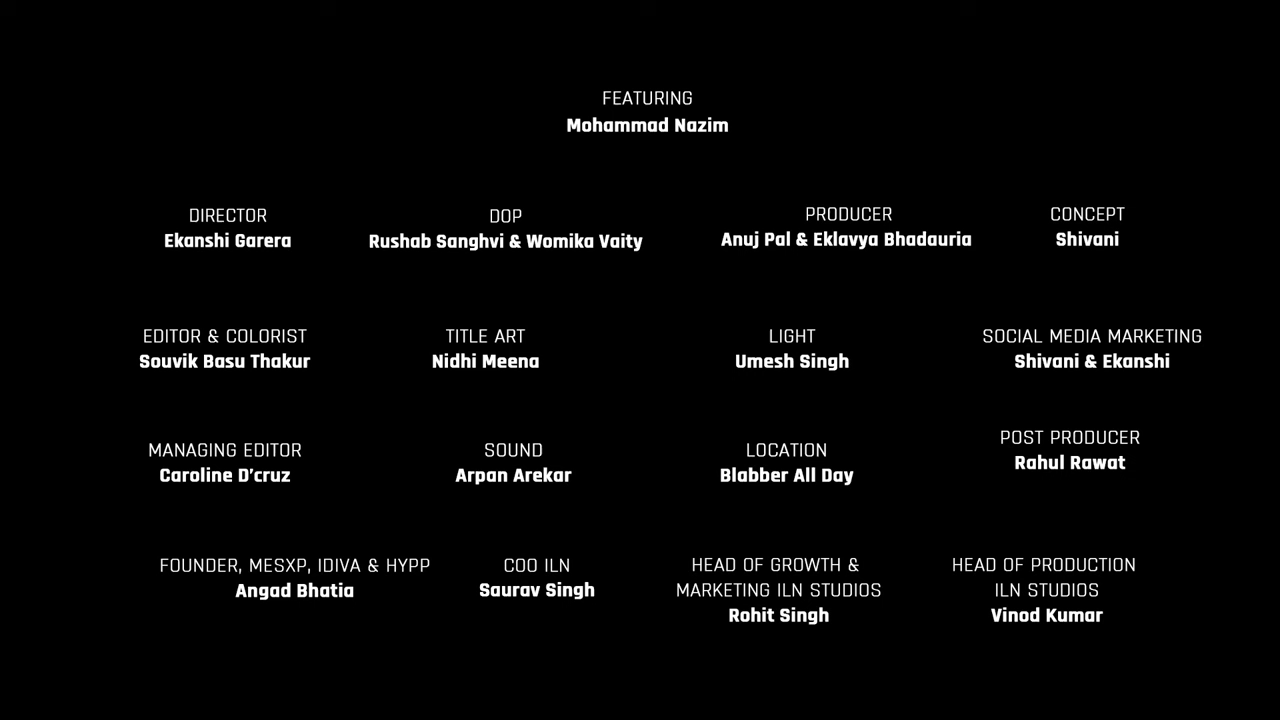 FEATURING
Mohammad Nazim
DIRECTOR
Ekanshi Garera
DOP
Rushab Sanghvi & Womika Vaity
PRODUCER
Anuj Pal & Eklavya Bhadauria
CONCEPT
Shivani
EDITOR & COLORIST
Souvik Basu Thakur
TITLE ART
Nidhi Meena
LIGHT
Umesh Singh
SOCIAL MEDIA MARKETING
Shivani & Ekanshi
MANAGING EDITOR
Caroline D’cruz
SOUND
Arpan Arekar
LOCATION
Blabber All Day
POST PRODUCER
Rahul Rawat
FOUNDER, MESXP, IDIVA & HYPP
Angad Bhatia
COO ILN
Saurav Singh
HEAD OF GROWTH &
MARKETING ILN STUDIOS
Rohit Singh
HEAD OF PRODUCTION
ILN STUDIOS
Vinod Kumar